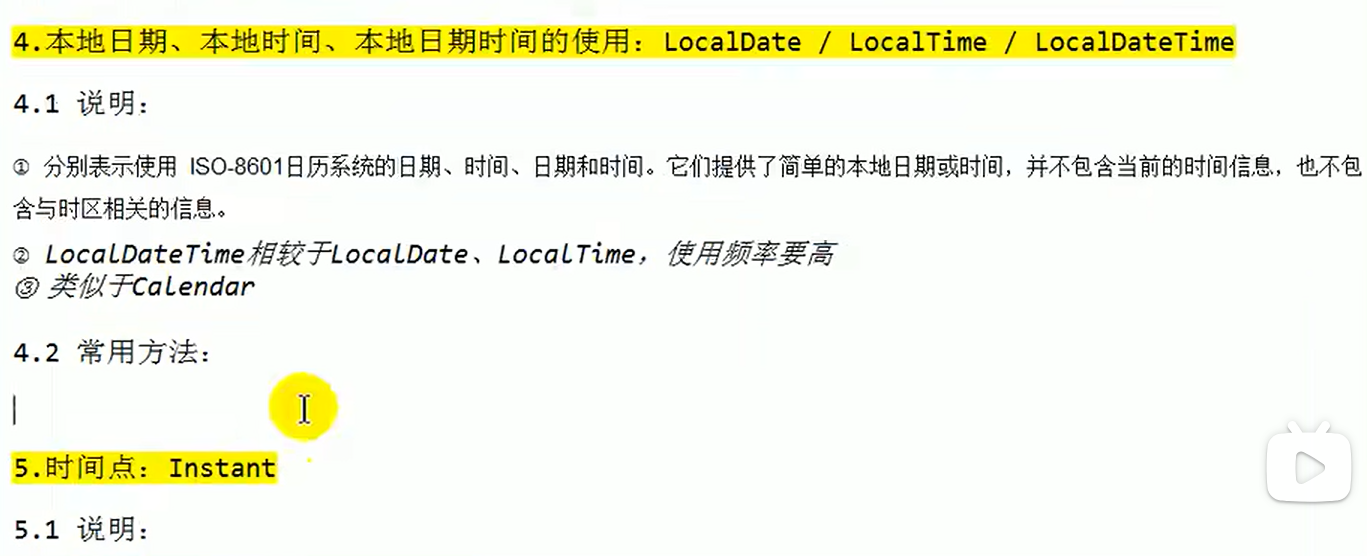 4.本地日期、本地时间、本地日期时间的使用：LocalDate / LocalTime / LocalDateTime
4.1 说明：
① 分别表示使用 ISO-8601日历系统的日期、时间、日期和时间。它们提供了简单的本地日期或时间，并不包含当前的时间信息，也不包
含与时区相关的信息。
② LocalDateTime相较于LocalDate、LocalTime，使用频率要高
③ 类似于Calendar
4.2 常用方法：
5.时间点：Instant
5.1 说明：